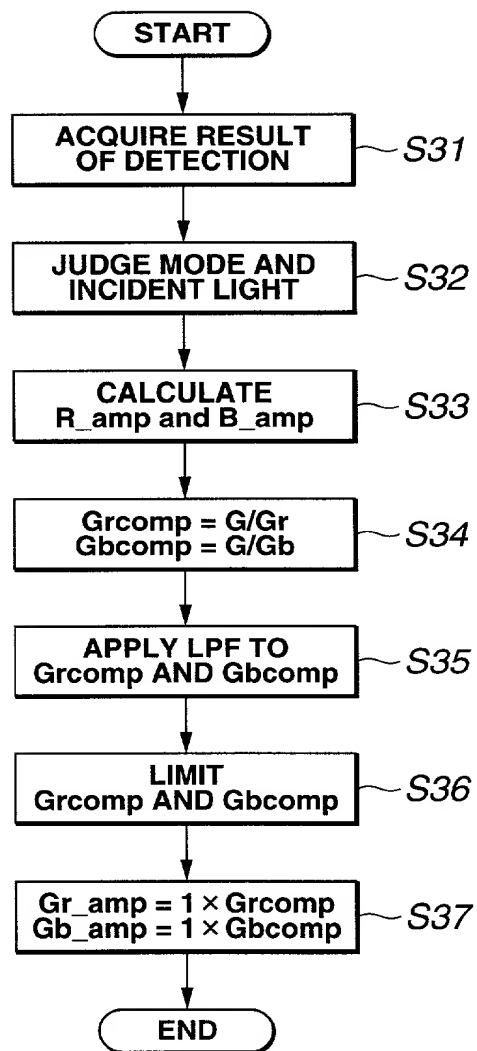 START
ACQUIRE RESULT
OF DETECTION
S31
JUDGE MODE AND
INCIDENT LIGHT
S32
CALCULATE
R_amp and B_amp
S33
Grcomp = G/Gr
Gbcomp = G/Gb
S34
APPLY LPF TO
Grcomp AND Gbcomp
S35
LIMIT
Grcomp AND Gbcomp
S36
Gr_amp = 1 × Grcomp
Gb_amp = 1 × Gbcomp
S37
END